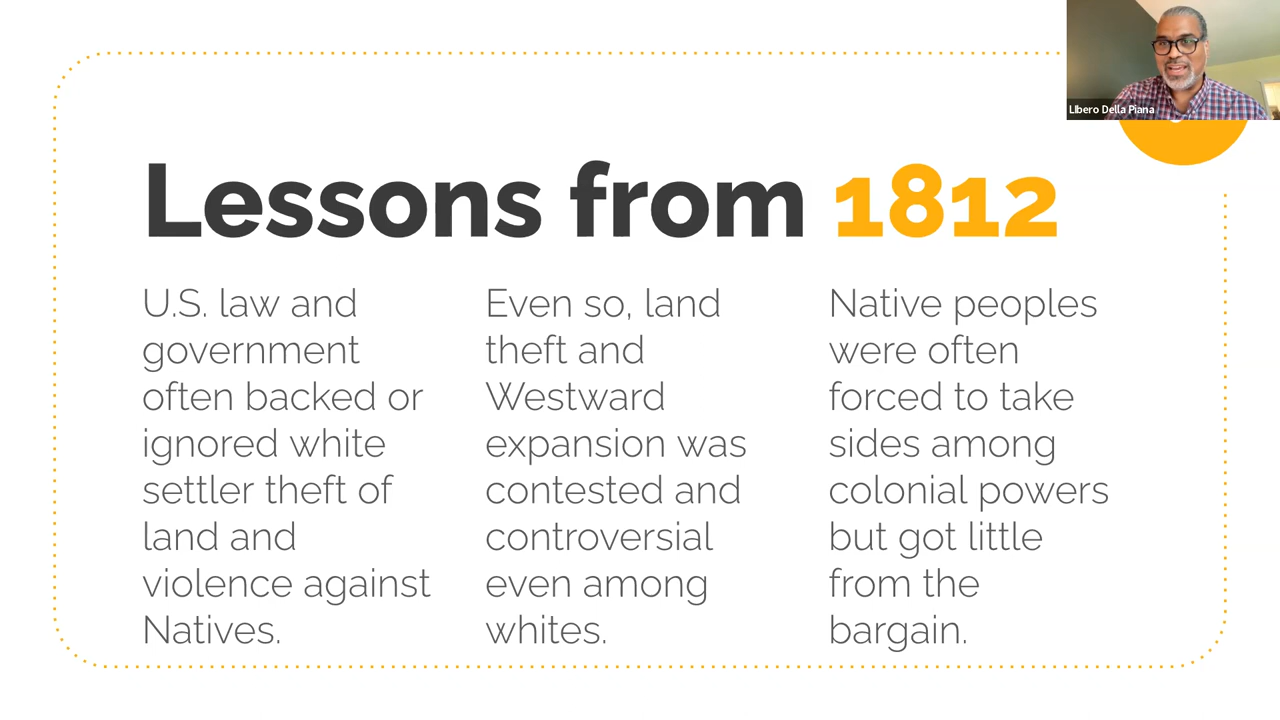 Libero Della Piana
Lessons from 1812
U.S. law and
government
often backed or
ignored white
settler theft of
land and
violence against
Natives.
Even so, land
theft and
Westward
expansion was
contested and
controversial
even among
whites.
Native peoples
were often
forced to take
sides among
colonial powers
but got little
from the
bargain.